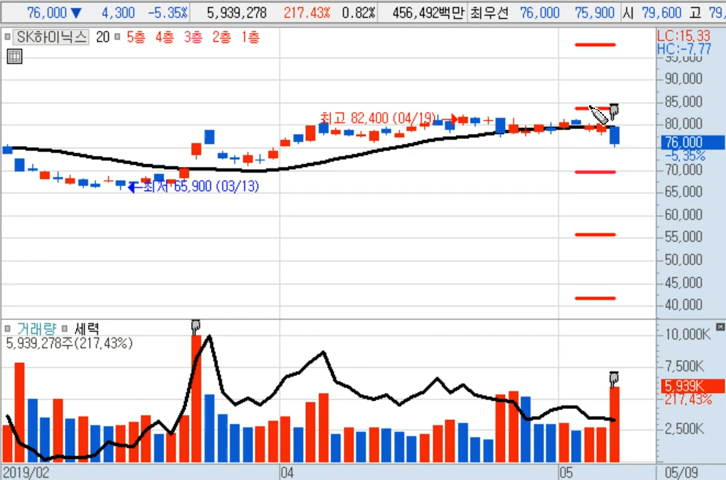 76,000 ▼ 4,300 -5.35% 5,939,278 217.43% 0.82% 456,492백만 최우선 76,000 75,900 시 79,600 고 79,
SK하이닉스 20 5층 4층 3층 2층 1층
LC:15.33
HC:-7.77
95,000
90,000
85,000
최고 82,400 (04/19)
80,000
76,000
-5.35%
70,000
최저 65,900 (03/13)
65,000
60,000
55,000
50,000
45,000
40,000
거래량 세력
5,939,278주(217.43%)
10,000K
7,500K
5,939K
217.43%
2,500K
2019/02 04 05 05/09